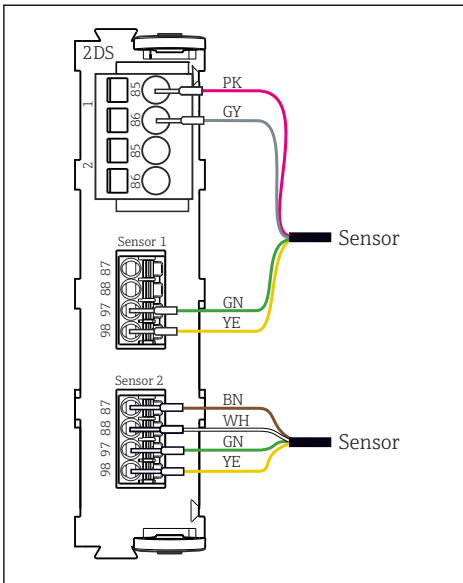 2DS
1
85
PK
86
GY
2
85
86
Sensor
Sensor 1
87
88
97
GN
98
YE
Sensor 2
87
BN
88
WH
97
GN
Sensor
98
YE